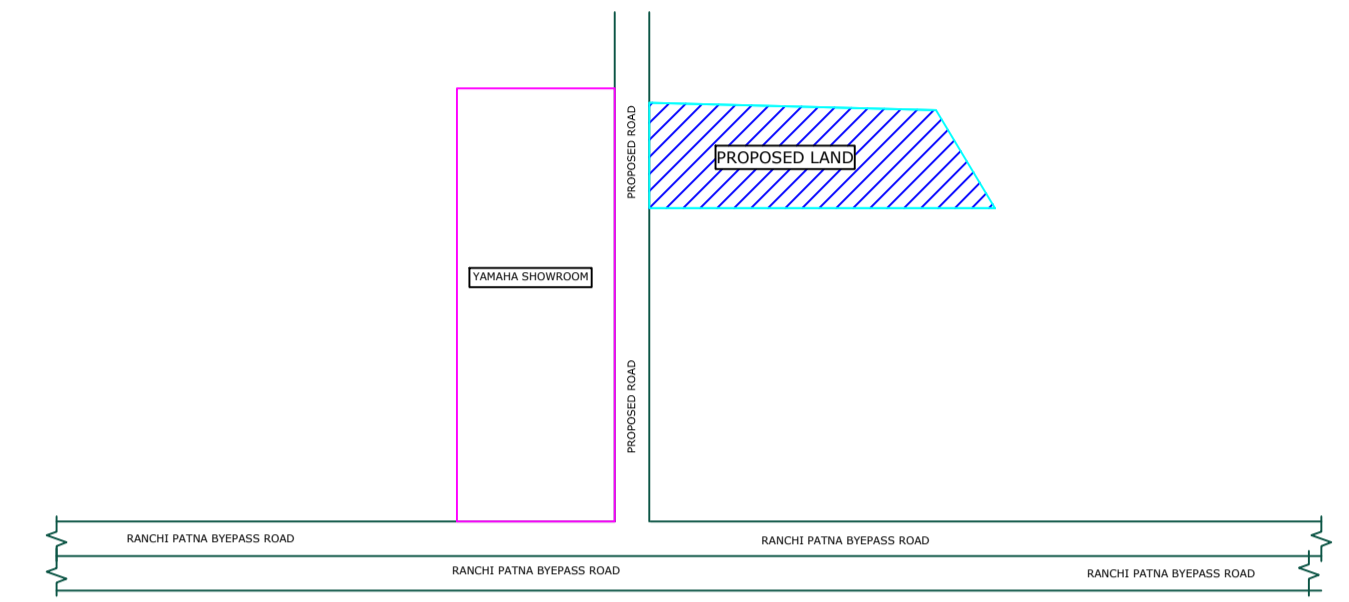 PROPOSED ROAD
PROPOSED LAND
YAMAHA SHOWROOM
PROPOSED ROAD
RANCHI PATNA BYEPASS ROAD
RANCHI PATNA BYEPASS ROAD
RANCHI PATNA BYEPASS ROAD
RANCHI PATNA BYEPASS ROAD